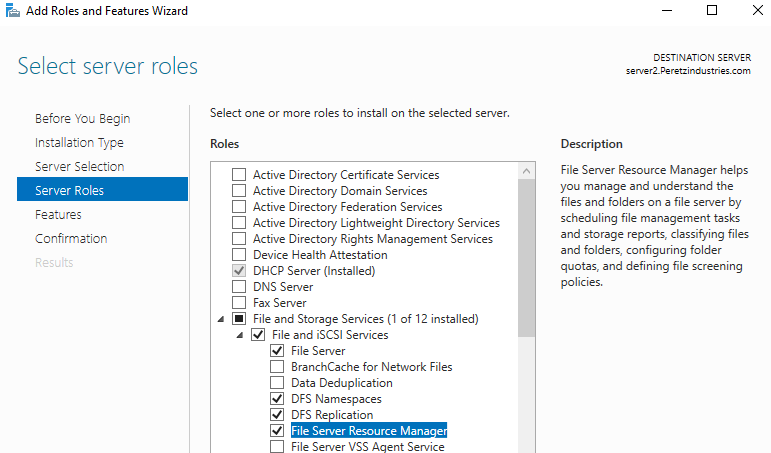 Add Roles and Features Wizard
Select server roles
DESTINATION SERVER
server2.Peretzindustries.com
Before You Begin
Installation Type
Server Selection
Server Roles
Features
Confirmation
Results
Select one or more roles to install on the selected server.
Roles
Active Directory Certificate Services
Active Directory Domain Services
Active Directory Federation Services
Active Directory Lightweight Directory Services
Active Directory Rights Management Services
Device Health Attestation
DHCP Server (Installed)
DNS Server
Fax Server
File and Storage Services (1 of 12 installed)
File and iSCSI Services
File Server
BranchCache for Network Files
Data Deduplication
DFS Namespaces
DFS Replication
File Server Resource Manager
File Server VSS Agent Service
Description
File Server Resource Manager helps
you manage and understand the
files and folders on a file server by
scheduling file management tasks
and storage reports, classifying files
and folders, configuring folder
quotas, and defining file screening
policies.